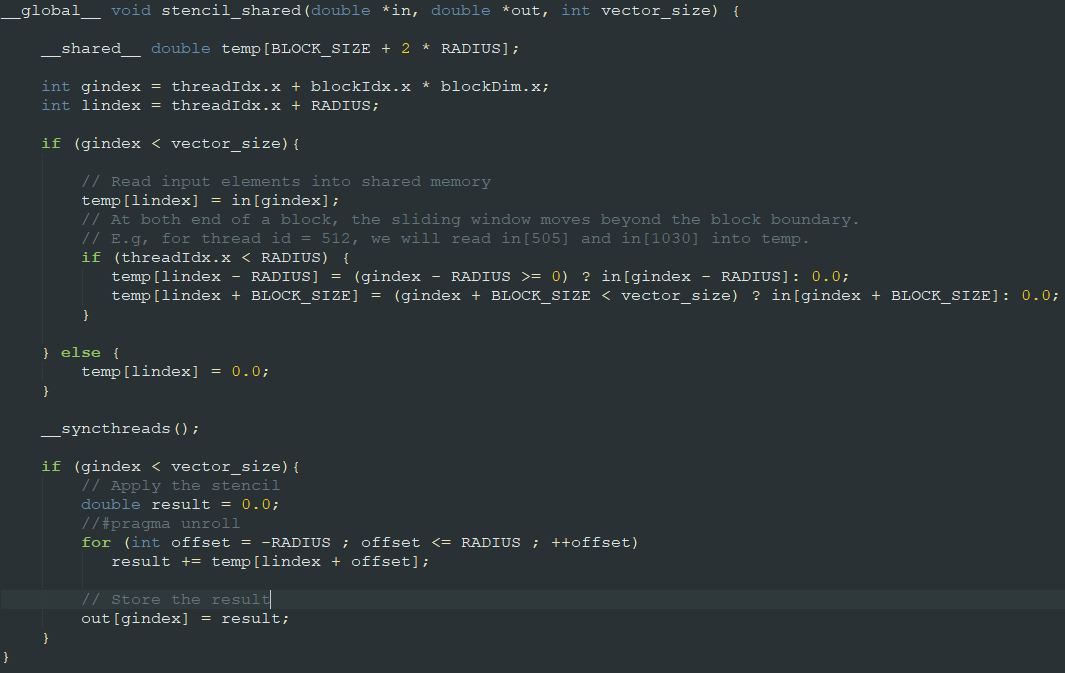 __global__ void stencil_shared(double *in, double *out, int vector_size) {
__shared__ double temp[BLOCK_SIZE + 2 * RADIUS];
int gindex = threadIdx.x + blockIdx.x * blockDim.x;
int lindex = threadIdx.x + RADIUS;
if (gindex < vector_size){
// Read input elements into shared memory
temp[lindex] = in[gindex];
// At both end of a block, the sliding window moves beyond the block boundary.
// E.g, for thread id = 512, we will read in[505] and in[1030] into temp.
if (threadIdx.x < RADIUS) {
temp[lindex - RADIUS] = (gindex - RADIUS >= 0) ? in[gindex - RADIUS]: 0.0;
temp[lindex + BLOCK_SIZE] = (gindex + BLOCK_SIZE < vector_size) ? in[gindex + BLOCK_SIZE]: 0.0;
}
} else {
temp[lindex] = 0.0;
}
__syncthreads();
if (gindex < vector_size){
// Apply the stencil
double result = 0.0;
//#pragma unroll
for (int offset = -RADIUS ; offset <= RADIUS ; ++offset)
result += temp[lindex + offset];
// Store the result
out[gindex] = result;
}
}